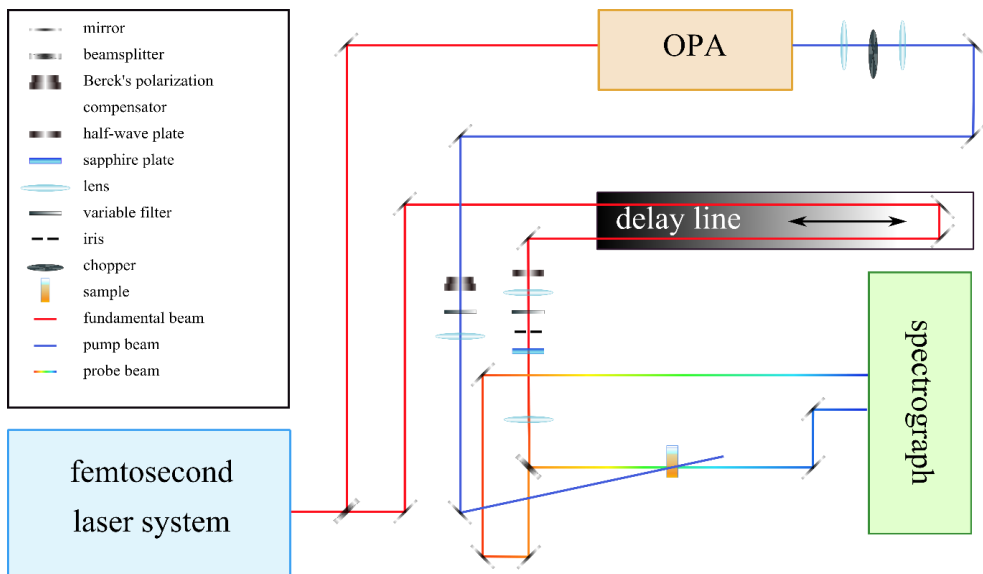 mirror
beamsplitter
Berck's polarization
compensator
half-wave plate
sapphire plate
lens
variable filter
iris
chopper
sample
fundamental beam
pump beam
probe beam
OPA
delay line
spectrograph
femtosecond
laser system